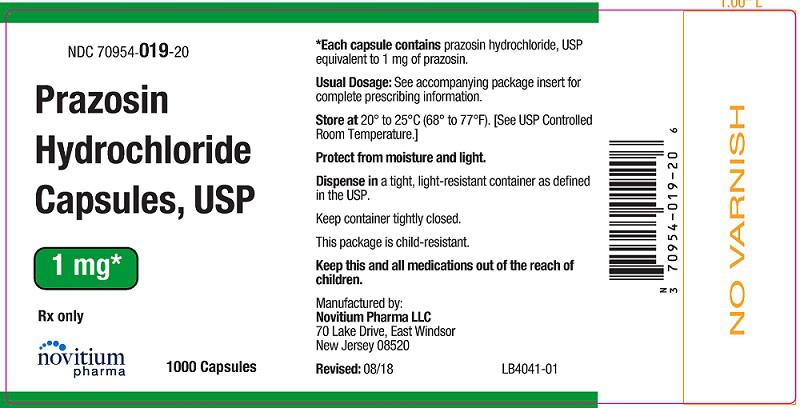 NDC 70954-019-20
Prazosin
Hydrochloride
Capsules, USP
1 mg*
Rx only
novitium
pharma
1000 Capsules
*Each capsule contains prazosin hydrochloride, USP
equivalent to 1 mg of prazosin.
Usual Dosage: See accompanying package insert for
complete prescribing information.
Store at 20° to 25°C (68° to 77°F). [See USP Controlled
Room Temperature.]
Protect from moisture and light.
Dispense in a tight, light-resistant container as defined
in the USP.
Keep container tightly closed.
This package is child-resistant.
Keep this and all medications out of the reach of
children.
Manufactured by:
Novitium Pharma LLC
70 Lake Drive, East Windsor
New Jersey 08520
Revised: 08/18
LB4041-01
N
3 70954-019-20 6
NO VARNISH
1.00" L